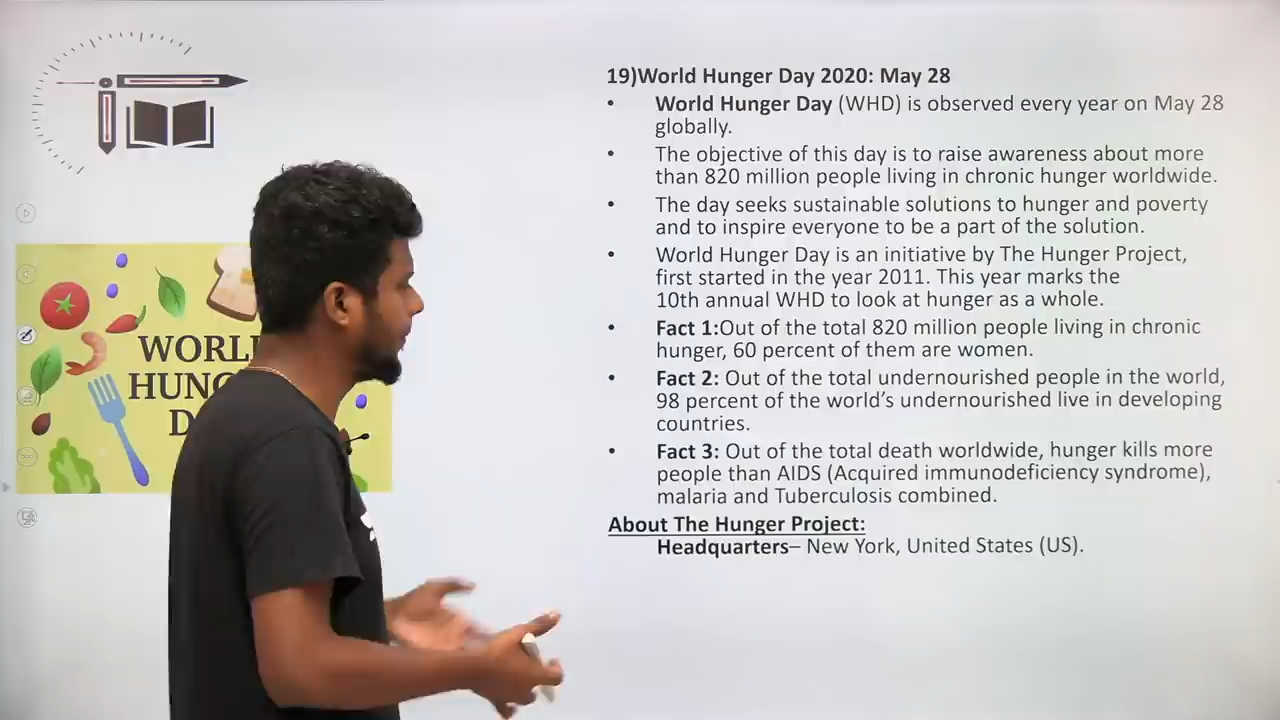 19)World Hunger Day 2020: May 28
• World Hunger Day (WHD) is observed every year on May 28
globally.
• The objective of this day is to raise awareness about more
than 820 million people living in chronic hunger worldwide.
• The day seeks sustainable solutions to hunger and poverty
and to inspire everyone to be a part of the solution.
• World Hunger Day is an initiative by The Hunger Project,
first started in the year 2011. This year marks the
10th annual WHD to look at hunger as a whole.
• Fact 1:Out of the total 820 million people living in chronic
hunger, 60 percent of them are women.
• Fact 2: Out of the total undernourished people in the world,
98 percent of the world’s undernourished live in developing
countries.
• Fact 3: Out of the total death worldwide, hunger kills more
people than AIDS (Acquired immunodeficiency syndrome),
malaria and Tuberculosis combined.
About The Hunger Project:
Headquarters– New York, United States (US).